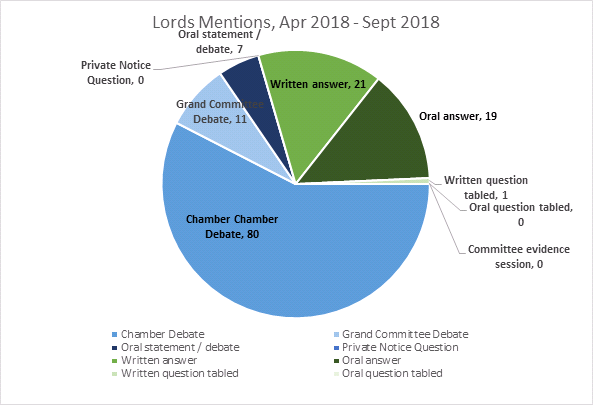 Lords Mentions, Apr 2018 - Sept 2018
Oral statement /
debate, 7
Private Notice
Question, 0
Written answer, 21
Grand Committee
Debate, 11
Oral answer, 19
Written question
tabled, 1
Oral question tabled,
0
Chamber Chamber
Debate, 80
Committee evidence
session, 0
Chamber Debate
Grand Committee Debate
Oral statement / debate
Private Notice Question
Written answer
Oral answer
Written question tabled
Oral question tabled